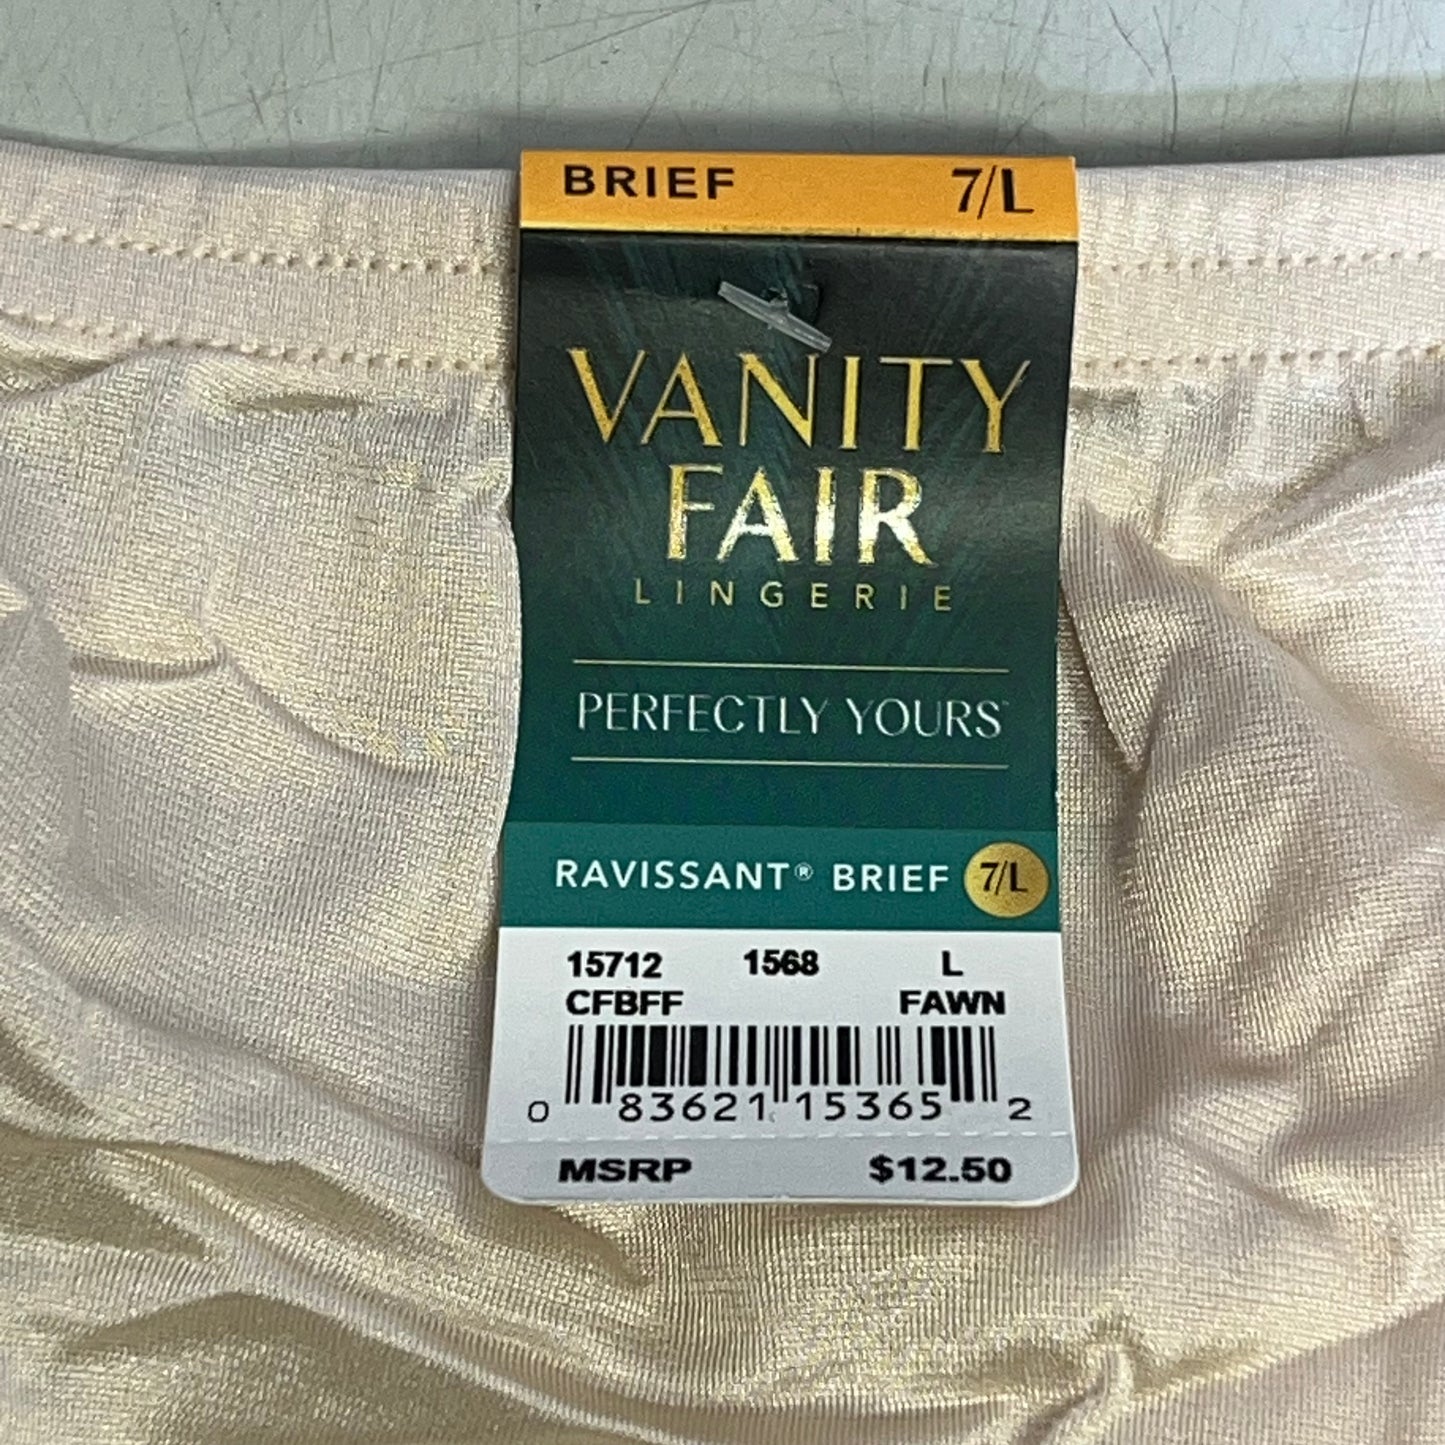 BRIEF 7/L
VANITY
FAIR
LINGERIE
PERFECTLY YOURS™
RAVISSANT® BRIEF 7/L
15712 1568 L
CFBFF FAWN
0 83621 15365 2
MSRP $12.50